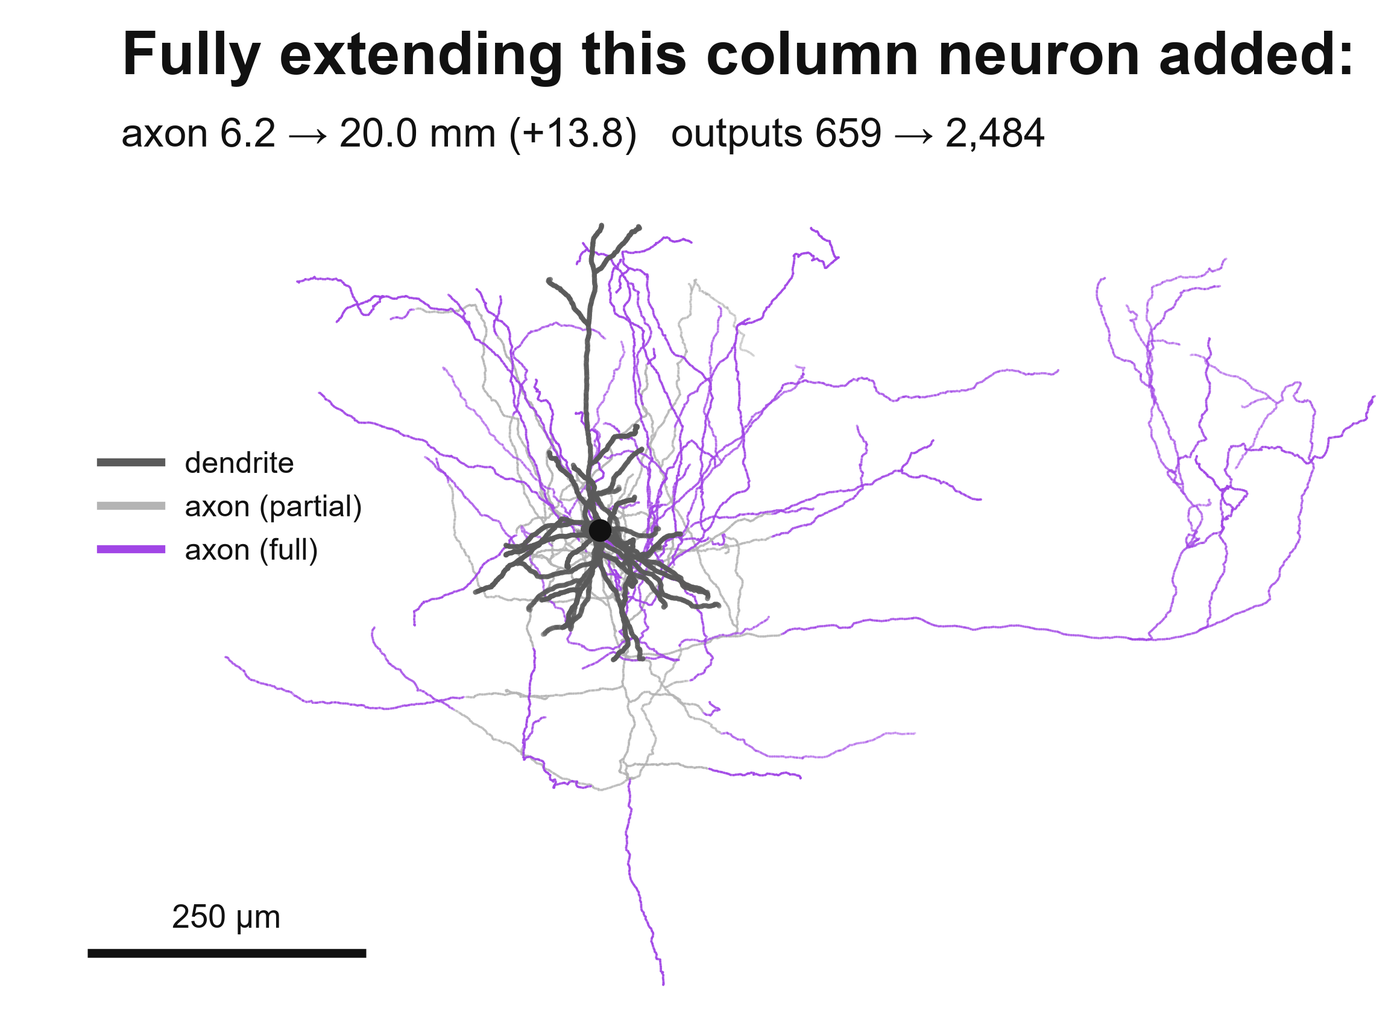 Fully extending this column neuron added:
axon 6.2 → 20.0 mm (+13.8) outputs 659 → 2,484
dendrite
axon (partial)
axon (full)
250 µm